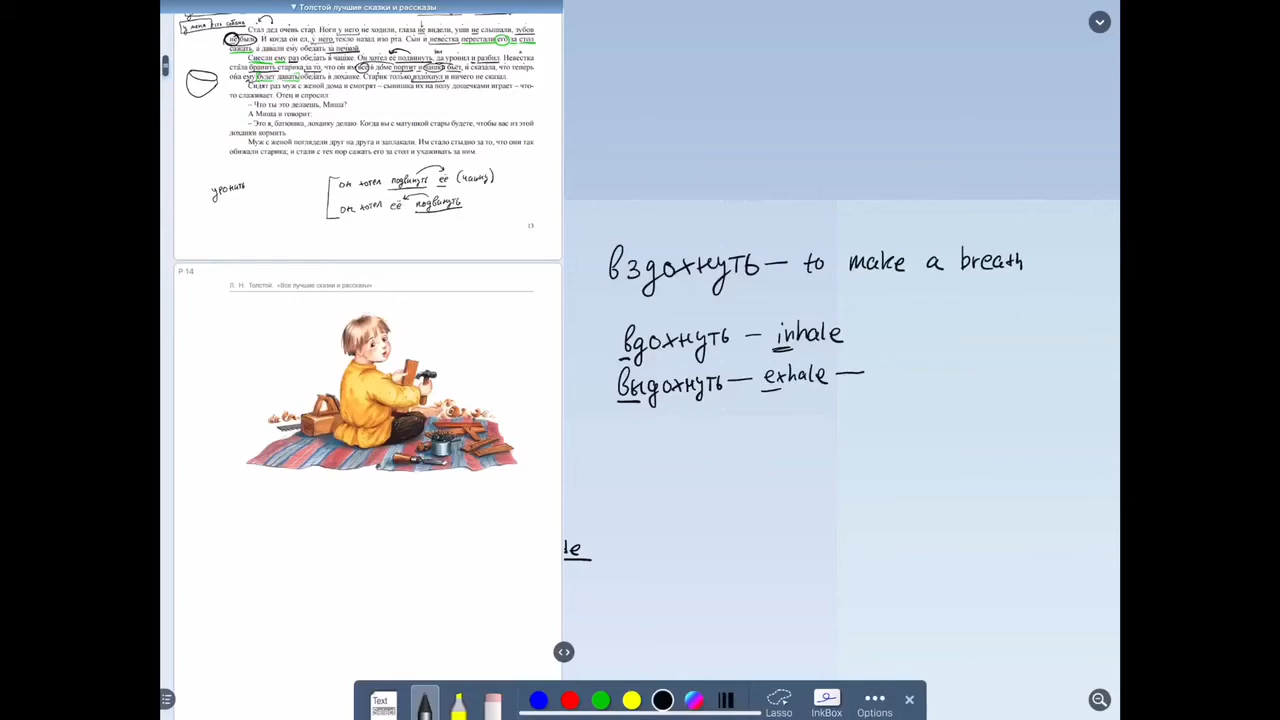 ▼ Толстой лучшие сказки и рассказы
у меня есть собака
Стал дед очень стар. Ноги у него не ходили, глаза не видели, уши не слышали, зубов
не было. И когда он ел, у него текло назад изо рта. Сын и невестка перестали его за стол
сажать, а давали ему обедать за печкой.
Снесли ему раз обедать в чашке. Он хотел её подвинуть, да уронил и разбил. Невестка
стала бранить старика за то, что он им всё в доме портит и чашки бьёт, и сказала, что теперь
она ему будет давать обедать в лоханке. Старик только вздохнул и ничего не сказал.
Сидят раз муж с женой дома и смотрят – сынишка их на полу дощечками играет – что-
то слаживает. Отец и спросил:
– Что ты это делаешь, Миша?
А Миша и говорит:
– Это я, батюшка, лоханку делаю. Когда вы с матушкой стары будете, чтобы вас из этой
лоханки кормить.
Муж с женой поглядели друг на друга и заплакали. Им стало стыдно за то, что они так
обижали старика; и стали с тех пор сажать его за стол и ухаживать за ним.
уронить
он хотел подвинуть её (чашку)
он хотел её подвинуть
13
P 14
Л. Н. Толстой. «Все лучшие сказки и рассказы»
вздохнуть — to make a breath
вдохнуть — inhale
выдохнуть — exhale —
de
Text
Select
Lasso
InkBox
Options